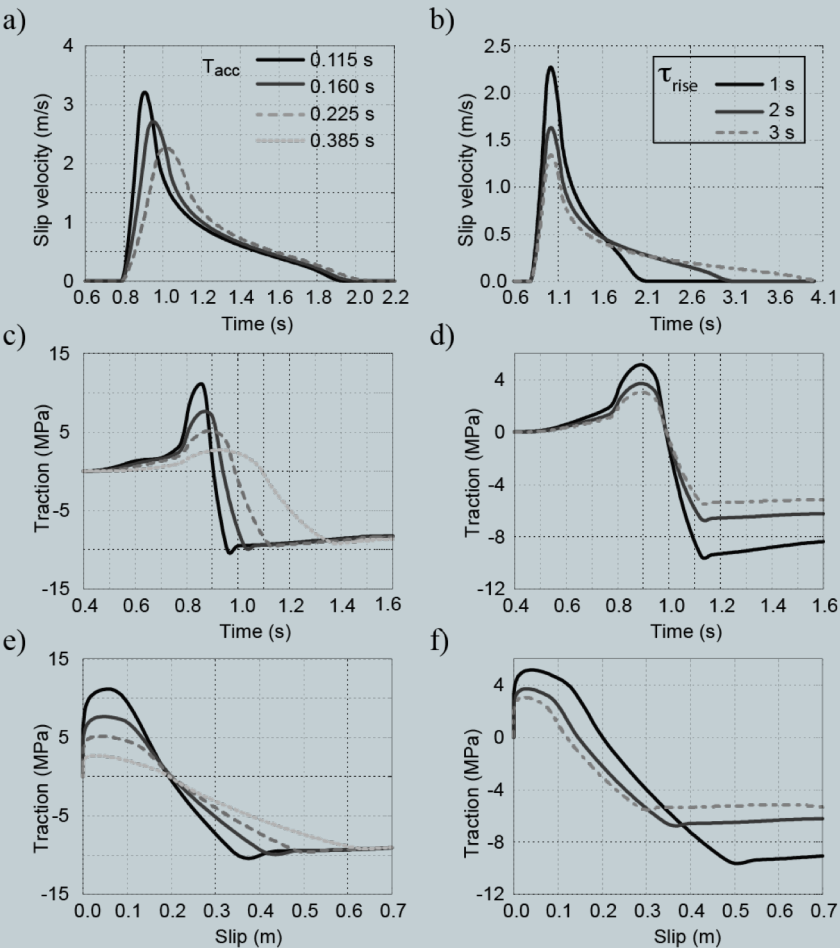 a)
4
3
2
1
0
Slip velocity (m/s)
T_acc
0.115 s
0.160 s
0.225 s
0.385 s
0.6 0.8 1.0 1.2 1.4 1.6 1.8 2.0 2.2
Time (s)
b)
2.5
2.0
1.5
1.0
0.5
0.0
Slip velocity (m/s)
τ_rise
1 s
2 s
3 s
0.6 1.1 1.6 2.1 2.6 3.1 3.6 4.1
Time (s)
c)
15
5
-5
-15
Traction (MPa)
0.4 0.6 0.8 1.0 1.2 1.4 1.6
Time (s)
d)
4
0
-4
-8
-12
Traction (MPa)
0.4 0.6 0.8 1.0 1.2 1.4 1.6
Time (s)
e)
15
5
-5
-15
Traction (MPa)
0.0 0.1 0.2 0.3 0.4 0.5 0.6 0.7
Slip (m)
f)
4
0
-4
-8
-12
Traction (MPa)
0.0 0.1 0.2 0.3 0.4 0.5 0.6 0.7
Slip (m)